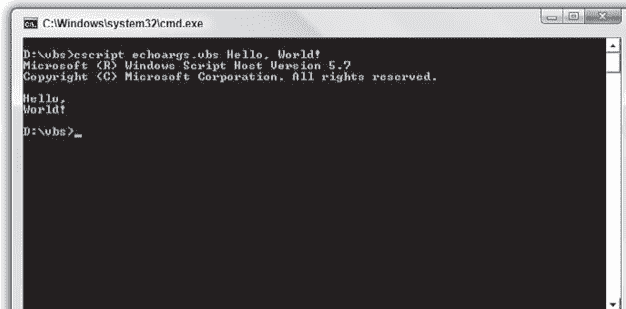 C:\Windows\system32\cmd.exe
D:\vbs>cscript echoargs.vbs Hello, World!
Microsoft (R) Windows Script Host Version 5.7
Copyright (C) Microsoft Corporation. All rights reserved.
Hello,
World!
D:\vbs>_